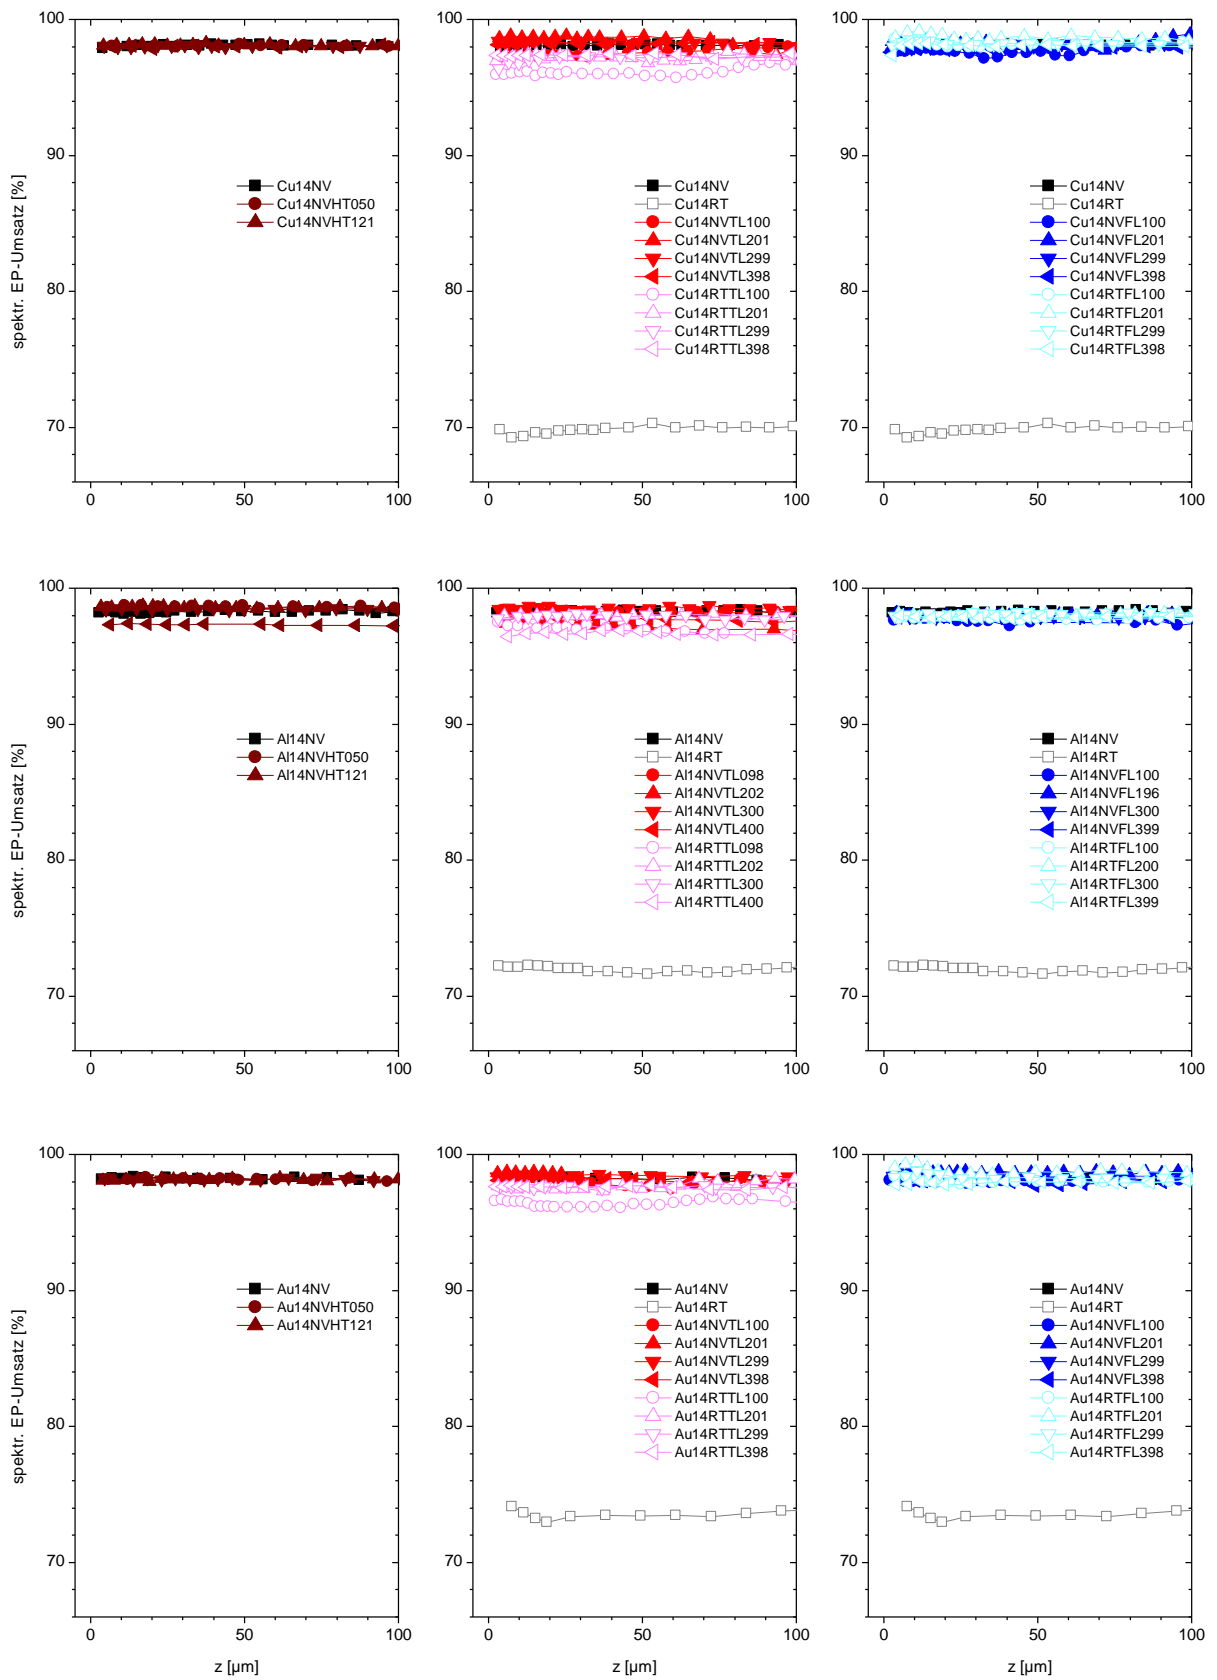 100
90
80
70
0
50
100
spektr. EP-Umsatz [%]
Cu14NV
Cu14NVHT050
Cu14NVHT121
100
90
80
70
0
50
100
Cu14NV
Cu14RT
Cu14NVTL100
Cu14NVTL201
Cu14NVTL299
Cu14NVTL398
Cu14RTTL100
Cu14RTTL201
Cu14RTTL299
Cu14RTTL398
100
90
80
70
0
50
100
Cu14NV
Cu14RT
Cu14NVFL100
Cu14NVFL201
Cu14NVFL299
Cu14NVFL398
Cu14RTFL100
Cu14RTFL201
Cu14RTFL299
Cu14RTFL398
100
90
80
70
0
50
100
spektr. EP-Umsatz [%]
Al14NV
Al14NVHT050
Al14NVHT121
100
90
80
70
0
50
100
Al14NV
Al14RT
Al14NVTL098
Al14NVTL202
Al14NVTL300
Al14NVTL400
Al14RTTL098
Al14RTTL202
Al14RTTL300
Al14RTTL400
100
90
80
70
0
50
100
Al14NV
Al14RT
Al14NVFL100
Al14NVFL196
Al14NVFL300
Al14NVFL399
Al14RTFL100
Al14RTFL200
Al14RTFL300
Al14RTFL399
100
90
80
70
0
50
100
spektr. EP-Umsatz [%]
z [µm]
Au14NV
Au14NVHT050
Au14NVHT121
100
90
80
70
0
50
100
z [µm]
Au14NV
Au14RT
Au14NVTL100
Au14NVTL201
Au14NVTL299
Au14NVTL398
Au14RTTL100
Au14RTTL201
Au14RTTL299
Au14RTTL398
100
90
80
70
0
50
100
z [µm]
Au14NV
Au14RT
Au14NVFL100
Au14NVFL201
Au14NVFL299
Au14NVFL398
Au14RTFL100
Au14RTFL201
Au14RTFL299
Au14RTFL398